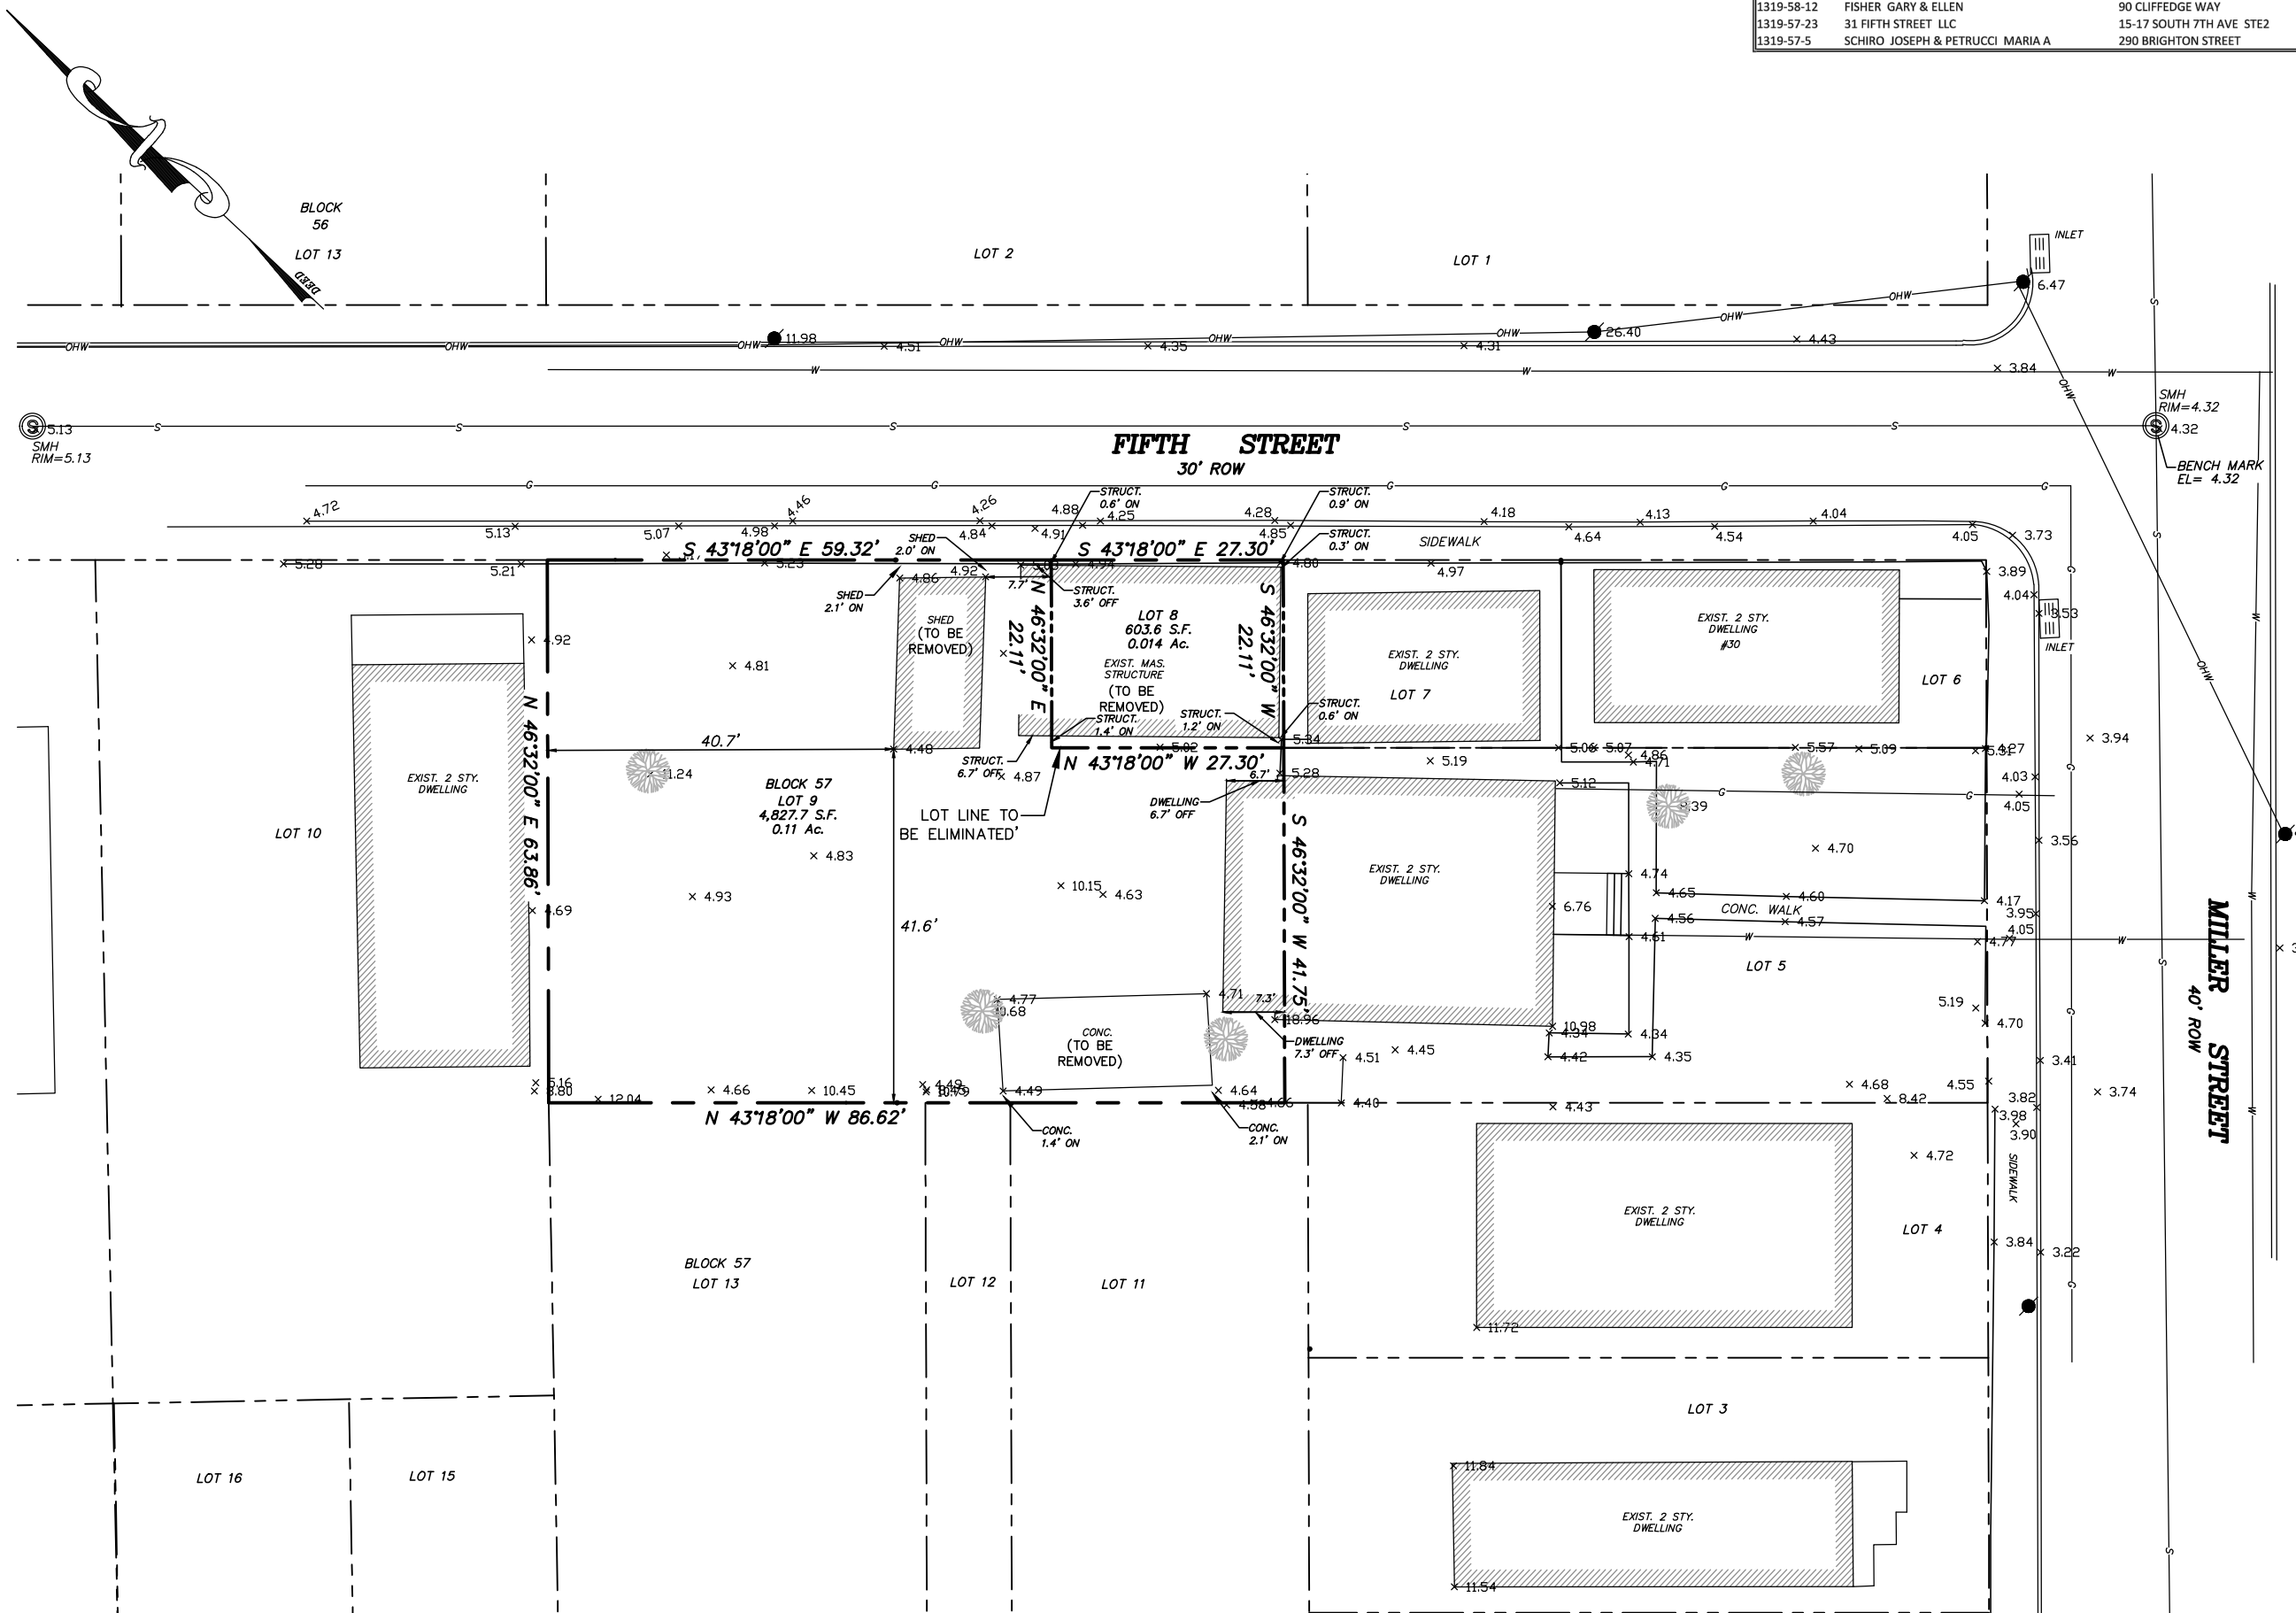 1319-58-12 FISHER GARY & ELLEN 90 CLIFFEDGE WAY
1319-57-23 31 FIFTH STREET LLC 15-17 SOUTH 7TH AVE STE2
1319-57-5 SCHIRO JOSEPH & PETRUCCI MARIA A 290 BRIGHTON STREET
DEED
BLOCK
56
LOT 13
LOT 2
LOT 1
INLET
6.47
OHW OHW OHW OHW OHW OHW OHW OHW
11.98
26.40
4.51
4.35
4.31
4.43
3.84
W W W
OHW
SMH
RIM=4.32
4.32
BENCH MARK
EL= 4.32
5.13
SMH
RIM=5.13
S S S S S
FIFTH STREET
30' ROW
G G G G G
4.72
4.46
4.26
4.88
4.25
4.28
4.18
4.13
4.04
5.13
5.07
4.98
4.84
4.91
4.85
4.64
4.54
4.05
3.73
STRUCT.
0.6' ON
STRUCT.
0.9' ON
STRUCT.
0.3' ON
SHED
2.0' ON
SHED
2.1' ON
S 43°18'00" E 59.32'
S 43°18'00" E 27.30'
SIDEWALK
5.28
5.21
5.23
4.86
4.92
4.94
4.80
4.97
3.89
4.04
3.53
INLET
7.7'
STRUCT.
3.6' OFF
SHED
(TO BE
REMOVED)
N 46°32'00" E
22.11'
LOT 8
603.6 S.F.
0.014 Ac.
EXIST. MAS.
STRUCTURE
(TO BE
REMOVED)
S 46°32'00" W
22.11'
STRUCT.
1.4' ON
STRUCT.
1.2' ON
STRUCT.
0.6' ON
STRUCT.
6.7' OFF
EXIST. 2 STY.
DWELLING
LOT 7
EXIST. 2 STY.
DWELLING
#30
LOT 6
4.92
4.81
40.7'
4.48
11.24
4.87
5.02
5.34
5.28
N 43°18'00" W 27.30'
6.7'
DWELLING
6.7' OFF
5.19
5.06
5.07
4.86
4.71
5.57
5.09
5.31
4.27
3.94
4.03
4.05
5.12
3.56
G G
EXIST. 2 STY.
DWELLING
LOT 10
N 46°32'00" E 63.86'
BLOCK 57
LOT 9
4,827.7 S.F.
0.11 Ac.
LOT LINE TO
BE ELIMINATED'
4.83
4.93
4.69
41.6'
10.15
4.63
S 46°32'00" W 41.75'
EXIST. 2 STY.
DWELLING
4.70
4.74
4.65
4.60
CONC. WALK
4.56
4.57
4.17
3.95
4.05
4.77
6.76
4.61
W W
LOT 5
5.19
4.70
MILLER STREET
40' ROW
4.77
10.68
4.71
CONC.
(TO BE
REMOVED)
7.3'
18.96
DWELLING
7.3' OFF
10.98
4.34
4.34
4.42
4.35
4.51
4.45
3.41
3.74
5.16
8.80
12.04
4.66
10.45
4.49
10.79
4.49
4.64
4.58
4.66
4.40
4.43
4.68
8.42
4.55
3.82
3.98
3.90
N 43°18'00" W 86.62'
CONC.
1.4' ON
CONC.
2.1' ON
4.72
SIDEWALK
EXIST. 2 STY.
DWELLING
LOT 4
3.84
3.22
BLOCK 57
LOT 13
LOT 12
LOT 11
11.72
LOT 3
LOT 16
LOT 15
11.84
EXIST. 2 STY.
DWELLING
11.54